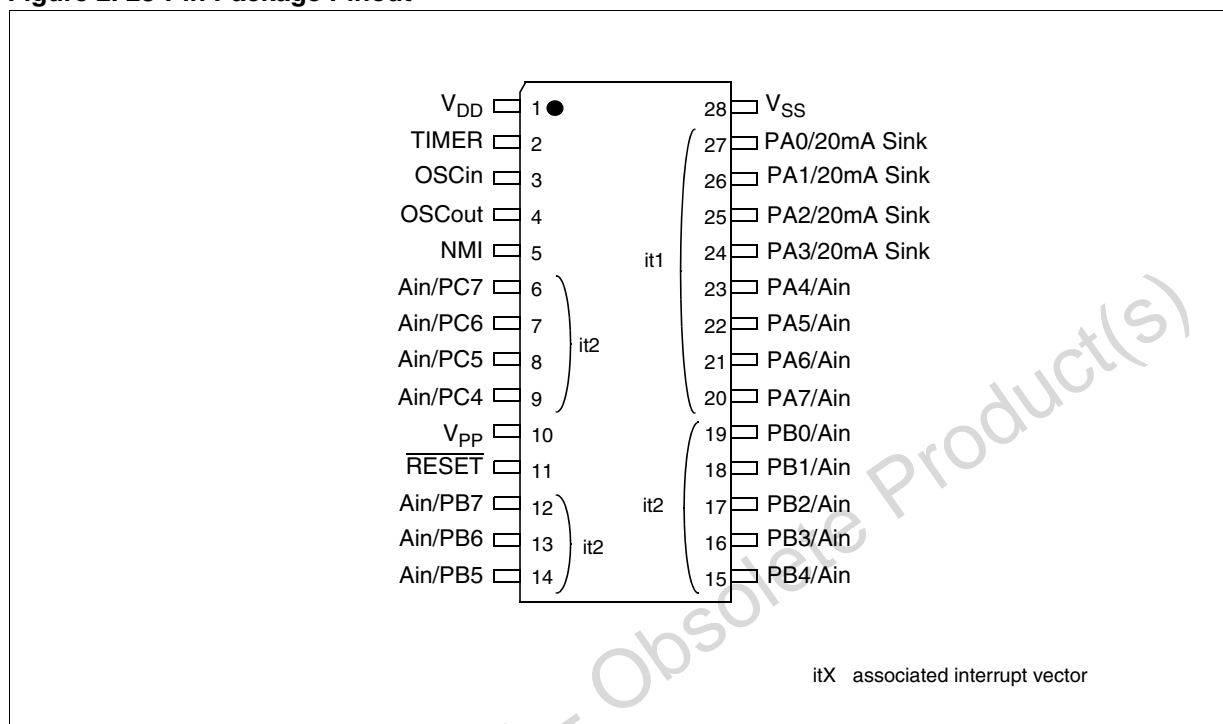 Figure 2. 28-Pin Package Pinout
VDD 1 28 VSS
TIMER 2 27 PA0/20mA Sink
OSCin 3 26 PA1/20mA Sink
OSCout 4 25 PA2/20mA Sink
NMI 5 24 PA3/20mA Sink
it1
Ain/PC7 6 23 PA4/Ain
Ain/PC6 7 22 PA5/Ain
it2
Ain/PC5 8 21 PA6/Ain
Ain/PC4 9 20 PA7/Ain
VPP 10 19 PB0/Ain
RESET 11 18 PB1/Ain
Ain/PB7 12 it2 17 PB2/Ain
Ain/PB6 13 it2 16 PB3/Ain
Ain/PB5 14 15 PB4/Ain
itX associated interrupt vector
- Obsolete Product(s)